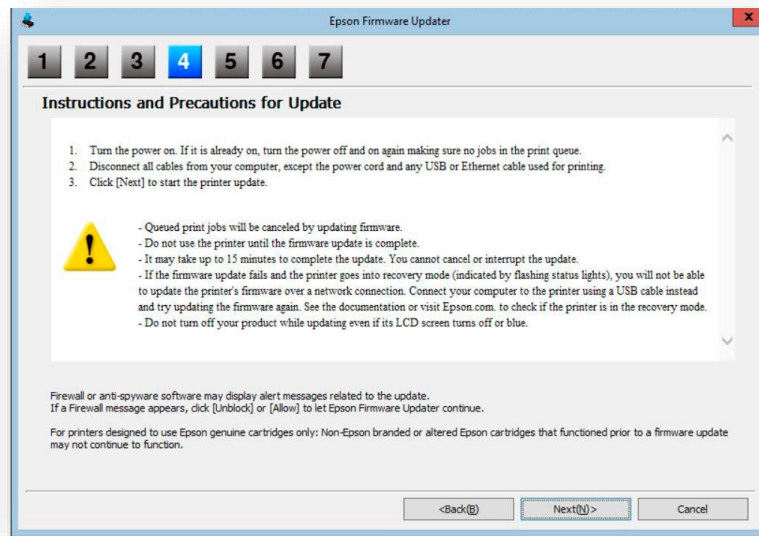 Epson Firmware Updater
x
1 2 3 4 5 6 7
Instructions and Precautions for Update
1. Turn the power on. If it is already on, turn the power off and on again making sure no jobs in the print queue.
2. Disconnect all cables from your computer, except the power cord and any USB or Ethernet cable used for printing.
3. Click [Next] to start the printer update.
- Queued print jobs will be canceled by updating firmware.
- Do not use the printer until the firmware update is complete.
- It may take up to 15 minutes to complete the update. You cannot cancel or interrupt the update.
- If the firmware update fails and the printer goes into recovery mode (indicated by flashing status lights), you will not be able
to update the printer's firmware over a network connection. Connect your computer to the printer using a USB cable instead
and try updating the firmware again. See the documentation or visit Epson.com. to check if the printer is in the recovery mode.
- Do not turn off your product while updating even if its LCD screen turns off or blue.
Firewall or anti-spyware software may display alert messages related to the update.
If a Firewall message appears, click [Unblock] or [Allow] to let Epson Firmware Updater continue.
For printers designed to use Epson genuine cartridges only: Non-Epson branded or altered Epson cartridges that functioned prior to a firmware update
may not continue to function.
<Back(B) Next(N)> Cancel